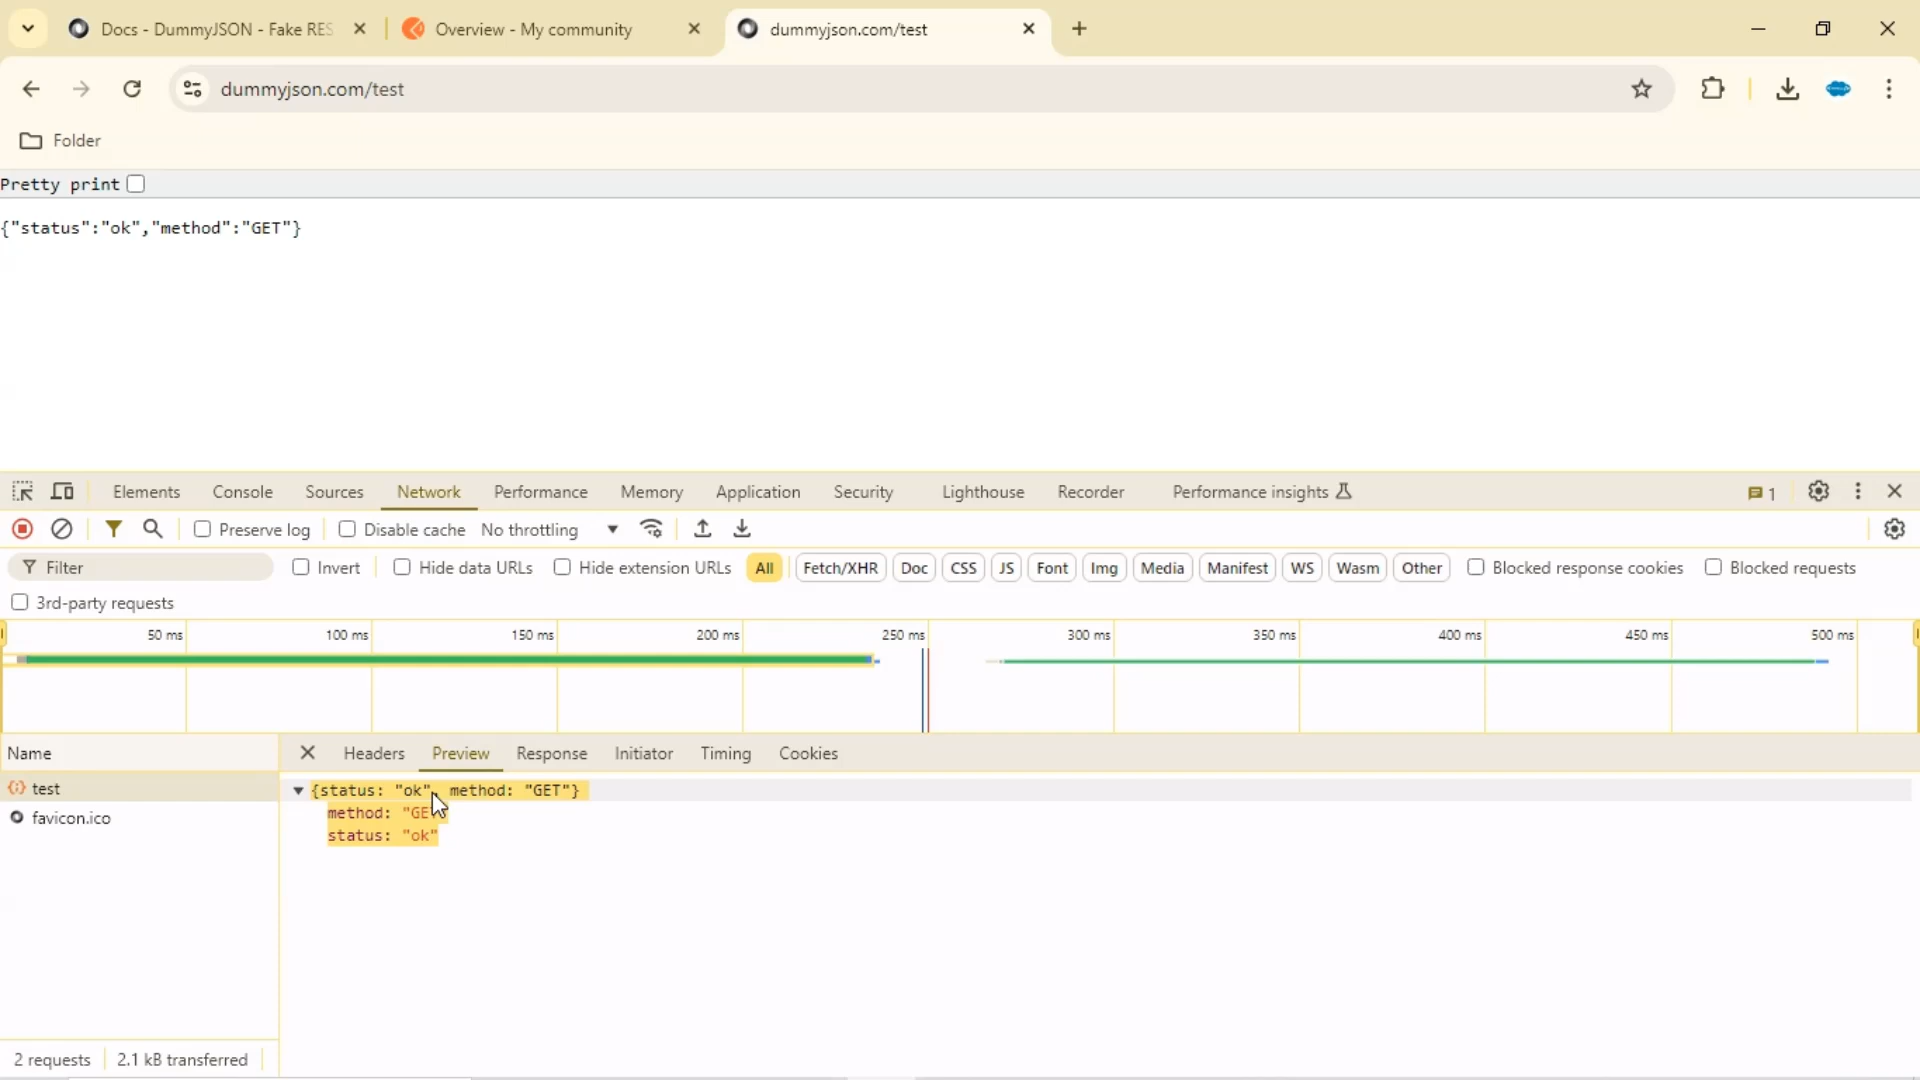 Docs - DummyJSON - Fake RES
Overview - My community
dummyjson.com/test
dummyjson.com/test
Folder
Pretty print
{"status":"ok","method":"GET"}
Elements Console Sources Network Performance Memory Application Security Lighthouse Recorder Performance insights 1
Preserve log Disable cache No throttling
Filter Invert Hide data URLs Hide extension URLs All Fetch/XHR Doc CSS JS Font Img Media Manifest WS Wasm Other Blocked response cookies Blocked requests
3rd-party requests
50 ms 100 ms 150 ms 200 ms 250 ms 300 ms 350 ms 400 ms 450 ms 500 ms
Name Headers Preview Response Initiator Timing Cookies
test
{status: "ok", method: "GET"}
favicon.ico
method: "GE
status: "ok"
2 requests 2.1 kB transferred